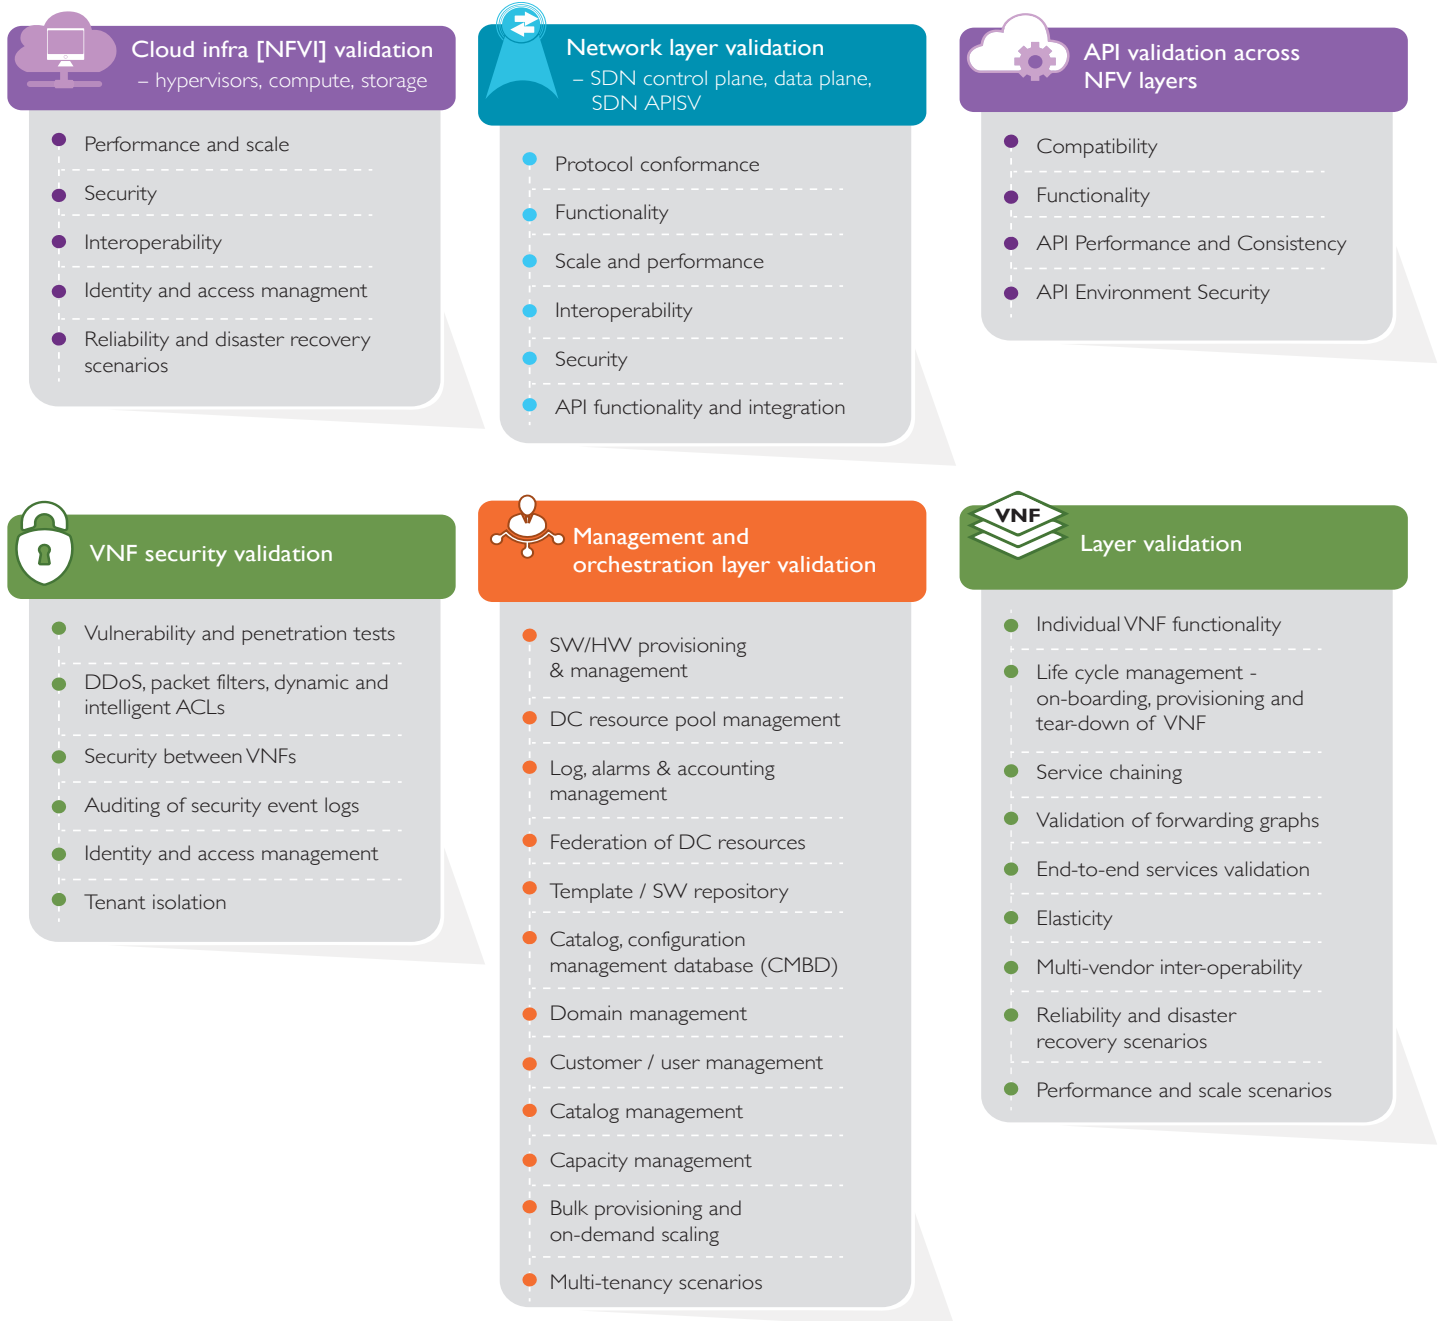 Cloud infra [NFVI] validation
– hypervisors, compute, storage
Performance and scale
Security
Interoperability
Identity and access managment
Reliability and disaster recovery
scenarios
Network layer validation
– SDN control plane, data plane,
SDN APISV
Protocol conformance
Functionality
Scale and performance
Interoperability
Security
API functionality and integration
API validation across
NFV layers
Compatibility
Functionality
API Performance and Consistency
API Environment Security
VNF security validation
Vulnerability and penetration tests
DDoS, packet filters, dynamic and
intelligent ACLs
Security between VNFs
Auditing of security event logs
Identity and access management
Tenant isolation
Management and
orchestration layer validation
SW/HW provisioning
& management
DC resource pool management
Log, alarms & accounting
management
Federation of DC resources
Template / SW repository
Catalog, configuration
management database (CMBD)
Domain management
Customer / user management
Catalog management
Capacity management
Bulk provisioning and
on-demand scaling
Multi-tenancy scenarios
VNF
Layer validation
Individual VNF functionality
Life cycle management -
on-boarding, provisioning and
tear-down of VNF
Service chaining
Validation of forwarding graphs
End-to-end services validation
Elasticity
Multi-vendor inter-operability
Reliability and disaster
recovery scenarios
Performance and scale scenarios